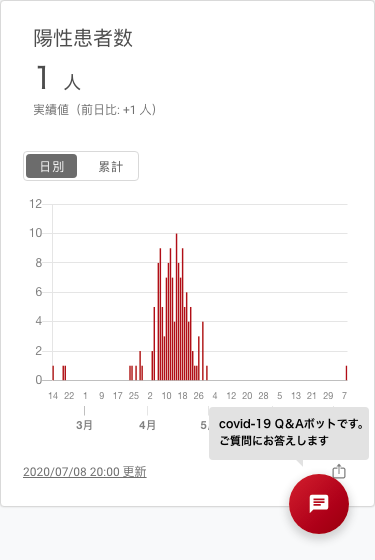 陽性患者数
1 人
実績値（前日比: +1 人）
日別 累計
12
10
8
6
4
2
0
14 22 1 9 17 25 2 10 18 26 4 12 20 28 5 13 21 29 7
3月 4月 5
covid-19 Q&Aボットです。
ご質問にお答えします
2020/07/08 20:00 更新